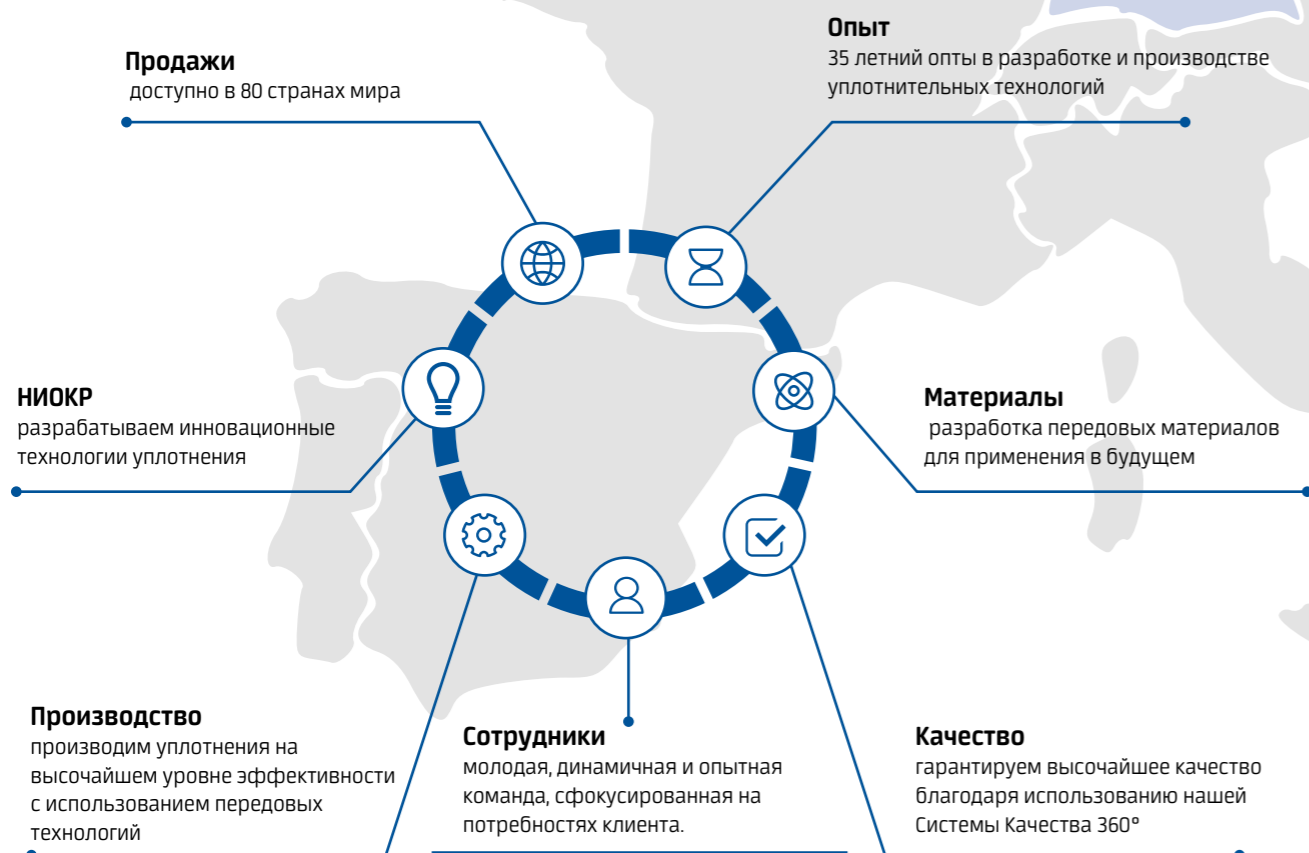 Продажи
доступно в 80 странах мира
Опыт
35 летний опты в разработке и производстве
уплотнительных технологий
НИОКР
разрабатываем инновационные
технологии уплотнения
Материалы
разработка передовых материалов
для применения в будущем
Производство
производим уплотнения на
высочайшем уровне эффективности
с использованием передовых
технологий
Сотрудники
молодая, динамичная и опытная
команда, сфокусированная на
потребностях клиента.
Качество
гарантируем высочайшее качество
благодаря использованию нашей
Системы Качества 360°